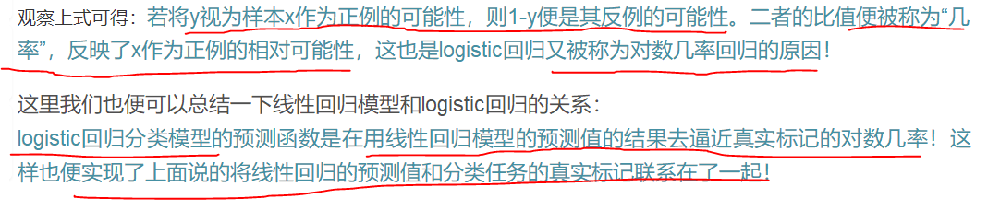 观察上式可得：若将y视为样本x作为正例的可能性，则1-y便是其反例的可能性。二者的比值便被称为“几
率”，反映了x作为正例的相对可能性，这也是logistic回归又被称为对数几率回归的原因！
这里我们也便可以总结一下线性回归模型和logistic回归的关系：
logistic回归分类模型的预测函数是在用线性回归模型的预测值的结果去逼近真实标记的对数几率！这
样也便实现了上面说的将线性回归的预测值和分类任务的真实标记联系在了一起！